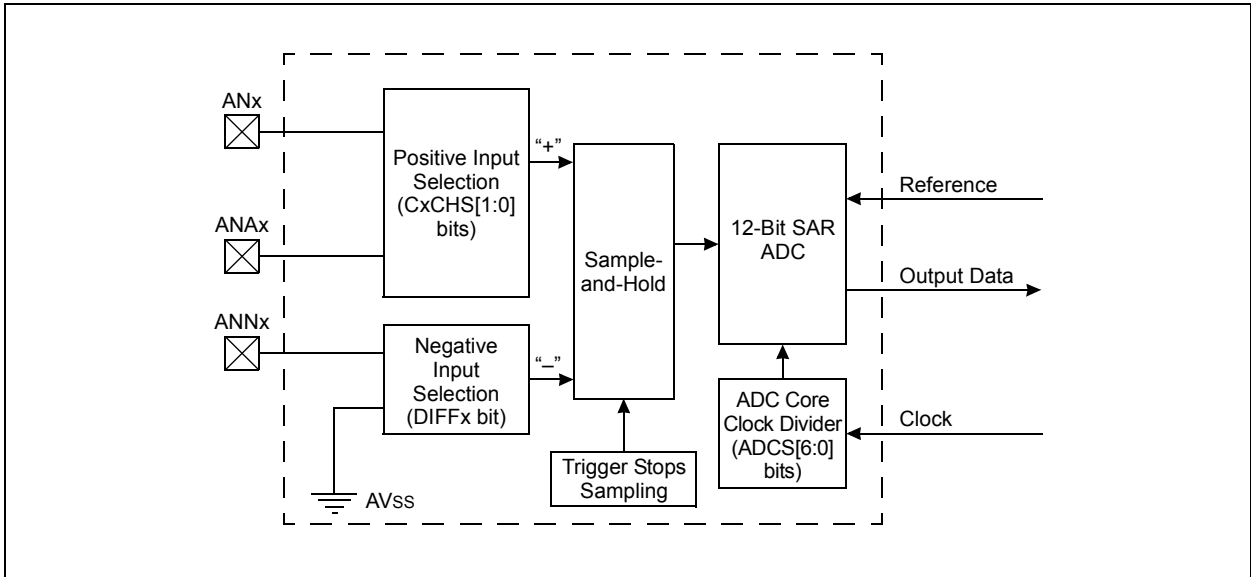 ANx
ANAx
ANNx
Positive Input
Selection
(CxCHS[1:0]
bits)
“+”
Negative
Input
Selection
(DIFFx bit)
“–”
AVSS
Sample-
and-Hold
Trigger Stops
Sampling
12-Bit SAR
ADC
ADC Core
Clock Divider
(ADCS[6:0]
bits)
Reference
Output Data
Clock